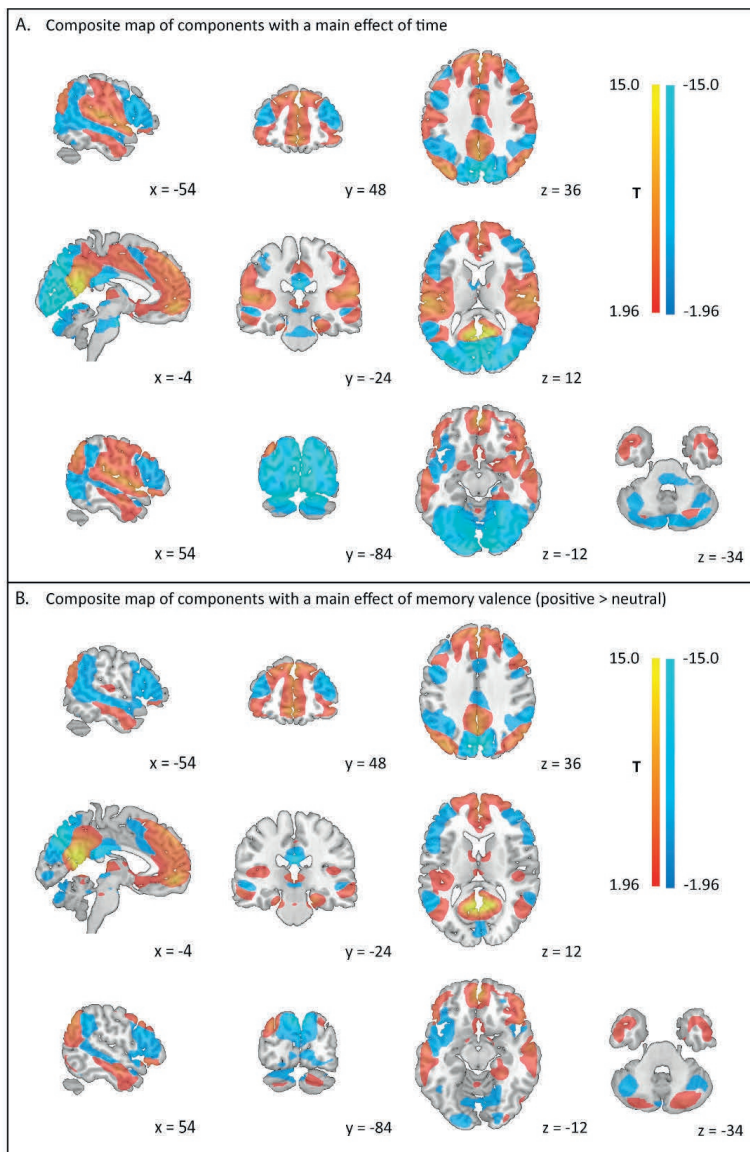 A. Composite map of components with a main effect of time
15.0 -15.0
x = -54 y = 48 z = 36
T
1.96 -1.96
x = -4 y = -24 z = 12
x = 54 y = -84 z = -12 z = -34
B. Composite map of components with a main effect of memory valence (positive > neutral)
15.0 -15.0
x = -54 y = 48 z = 36
T
1.96 -1.96
x = -4 y = -24 z = 12
x = 54 y = -84 z = -12 z = -34